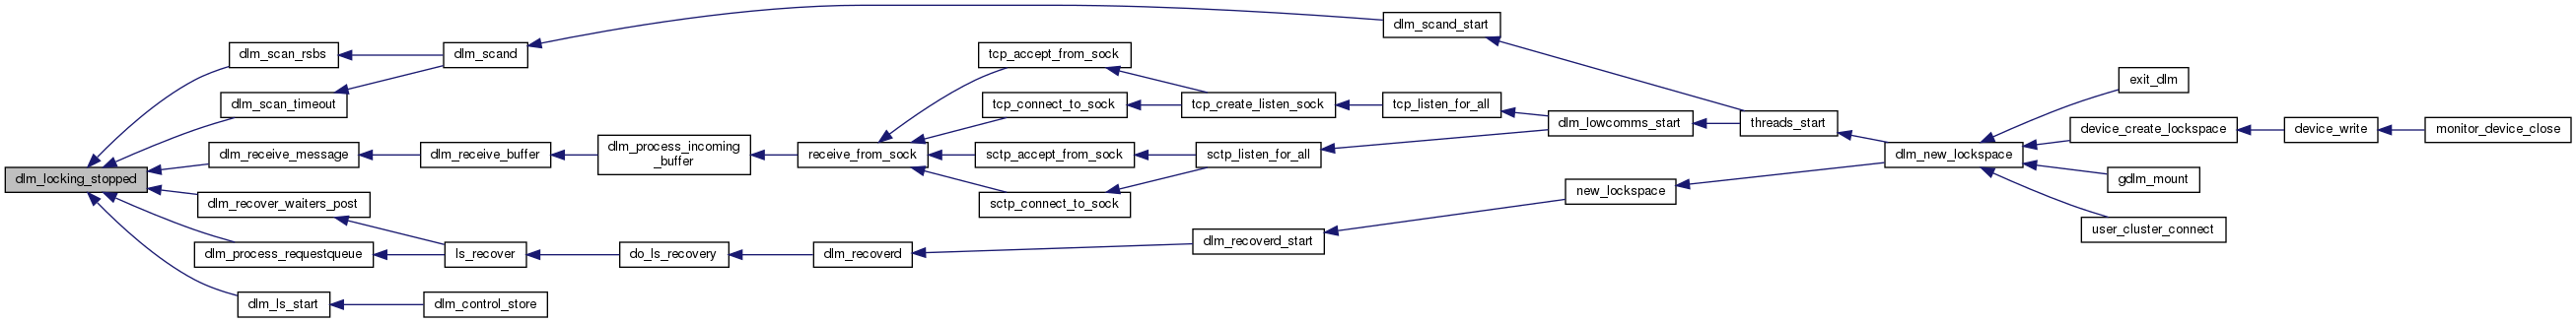 dlm_locking_stopped
dlm_scan_rsbs
dlm_scan_timeout
dlm_receive_message
dlm_recover_waiters_post
dlm_process_requestqueue
dlm_ls_start
dlm_scand
dlm_receive_buffer
ls_recover
dlm_control_store
dlm_process_incoming
_buffer
do_ls_recovery
receive_from_sock
dlm_recoverd
tcp_accept_from_sock
tcp_connect_to_sock
sctp_accept_from_sock
sctp_connect_to_sock
tcp_create_listen_sock
sctp_listen_for_all
dlm_recoverd_start
dlm_scand_start
tcp_listen_for_all
dlm_lowcomms_start
new_lockspace
threads_start
dlm_new_lockspace
exit_dlm
device_create_lockspace
gdlm_mount
user_cluster_connect
device_write
monitor_device_close